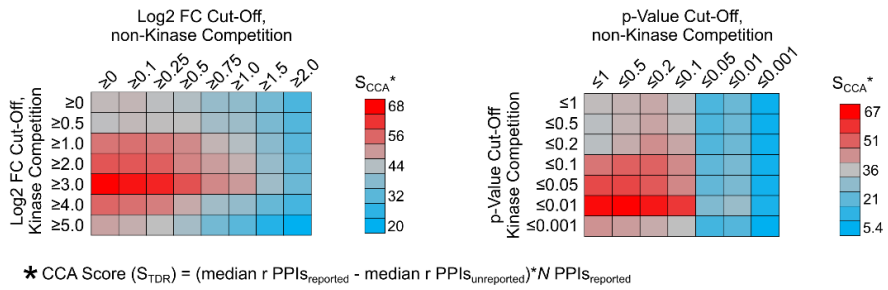 Log2 FC Cut-Off,
non-Kinase Competition
≥0 ≥0.1 ≥0.25 ≥0.5 ≥0.75 ≥1.0 ≥1.5 ≥2.0
Log2 FC Cut-Off,
Kinase Competition
≥0
≥0.5
≥1.0
≥2.0
≥3.0
≥4.0
≥5.0
SCCA*
68
56
44
32
20
p-Value Cut-Off,
non-Kinase Competition
≤1 ≤0.5 ≤0.2 ≤0.1 ≤0.05 ≤0.01 ≤0.001
p-Value Cut-Off
Kinase Competition
≤1
≤0.5
≤0.2
≤0.1
≤0.05
≤0.01
≤0.001
SCCA*
67
51
36
21
5.4
* CCA Score (STDR) = (median r PPIsreported - median r PPIsunreported)*N PPIsreported